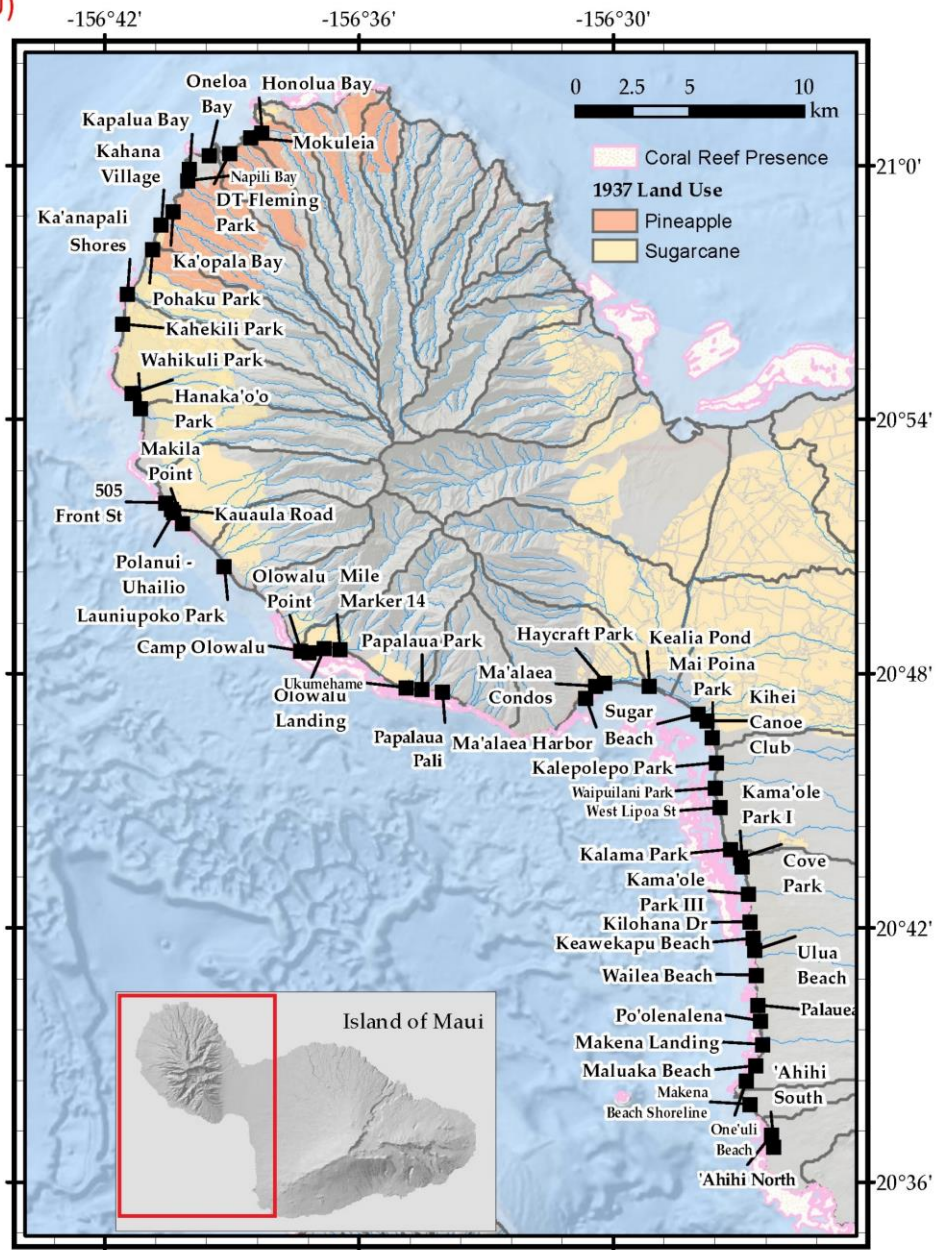 )
-156°42'
-156°36'
-156°30'
0 2.5 5 10
km
Coral Reef Presence
1937 Land Use
Pineapple
Sugarcane
21°0'
20°54'
20°48'
20°42'
20°36'
Oneloa
Bay
Honolua Bay
Kapalua Bay
Mokuleia
Kahana
Village
Napili Bay
DT Fleming
Park
Ka'anapali
Shores
Ka'opala Bay
Pohaku Park
Kahekili Park
Wahikuli Park
Hanaka'o'o
Park
Makila
Point
505
Front St
Kauaula Road
Polanui -
Uhailio
Launiupoko Park
Olowalu
Point
Mile
Marker 14
Camp Olowalu
Papalaua Park
Ukumehame
Olowalu
Landing
Papalaua
Pali
Haycraft Park
Ma'alaea
Condos
Ma'alaea Harbor
Kealia Pond
Mai Poina
Park
Sugar
Beach
Kihei
Canoe
Club
Kalepolepo Park
Waipuilani Park
West Lipoa St
Kama'ole
Park I
Kalama Park
Cove
Park
Kama'ole
Park III
Kilohana Dr
Keawekapu Beach
Ulua
Beach
Wailea Beach
Palauea
Po'olenalena
Makena Landing
Maluaka Beach
Makena
Beach Shoreline
'Ahihi
South
One'uli
Beach
'Ahihi North
Island of Maui